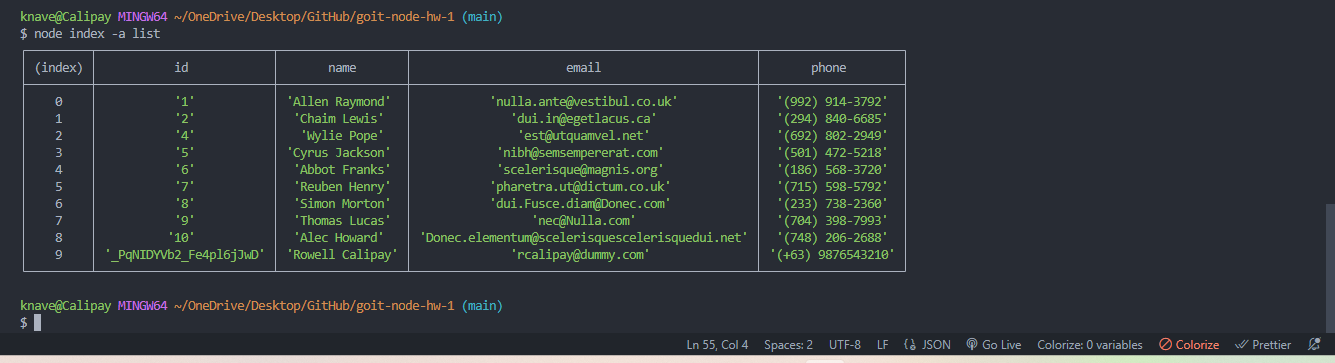 knave@Calipay MINGW64 ~/OneDrive/Desktop/GitHub/goit-node-hw-1 (main)
$ node index -a list
(index) id name email phone
0 '1' 'Allen Raymond' 'nulla.ante@vestibul.co.uk' '(992) 914-3792'
1 '2' 'Chaim Lewis' 'dui.in@egetlacus.ca' '(294) 840-6685'
2 '4' 'Wylie Pope' 'est@utquamvel.net' '(692) 802-2949'
3 '5' 'Cyrus Jackson' 'nibh@semsempererat.com' '(501) 472-5218'
4 '6' 'Abbot Franks' 'scelerisque@magnis.org' '(186) 568-3720'
5 '7' 'Reuben Henry' 'pharetra.ut@dictum.co.uk' '(715) 598-5792'
6 '8' 'Simon Morton' 'dui.Fusce.diam@Donec.com' '(233) 738-2360'
7 '9' 'Thomas Lucas' 'nec@Nulla.com' '(704) 398-7993'
8 '10' 'Alec Howard' 'Donec.elementum@scelerisquescelerisquedui.net' '(748) 206-2688'
9 '_PqNIDYVb2_Fe4pl6jJwD' 'Rowell Calipay' 'rcalipay@dummy.com' '(+63) 9876543210'
knave@Calipay MINGW64 ~/OneDrive/Desktop/GitHub/goit-node-hw-1 (main)
$
Ln 55, Col 4 Spaces: 2 UTF-8 LF JSON Go Live Colorize: 0 variables Colorize Prettier